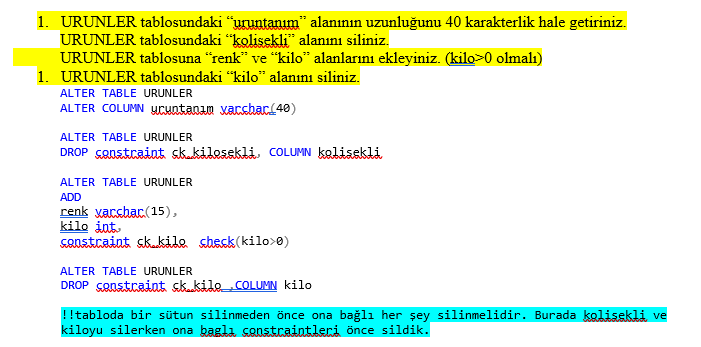 1. URUNLER tablosundaki “uruntanım” alanının uzunluğunu 40 karakterlik hale getiriniz.
URUNLER tablosundaki “kolisekli” alanını siliniz.
URUNLER tablosuna “renk” ve “kilo” alanlarını ekleyiniz. (kilo>0 olmalı)
1. URUNLER tablosundaki “kilo” alanını siliniz.
ALTER TABLE URUNLER
ALTER COLUMN uruntanım varchar(40)
ALTER TABLE URUNLER
DROP constraint ck_kilosekli, COLUMN kolisekli
ALTER TABLE URUNLER
ADD
renk varchar(15),
kilo int,
constraint ck_kilo check(kilo>0)
ALTER TABLE URUNLER
DROP constraint ck_kilo ,COLUMN kilo
!!tabloda bir sütun silinmeden önce ona bağlı her şey silinmelidir. Burada kolisekli ve
kiloyu silerken ona baglı constraintleri önce sildik.